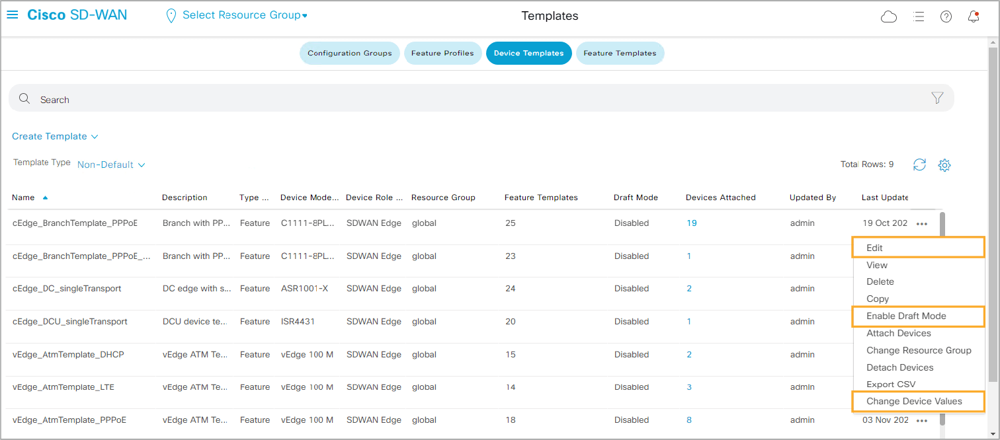 Cisco SD-WAN
Select Resource Group
Templates
Configuration Groups
Feature Profiles
Device Templates
Feature Templates
Search
Create Template
Template Type Non-Default
Total Rows: 9
Name Description Type ... Device Mode... Device Role ... Resource Group Feature Templates Draft Mode Devices Attached Updated By Last Update
cEdge_BranchTemplate_PPPoE Branch with PP... Feature C1111-8PL... SDWAN Edge global 25 Disabled 19 admin 19 Oct 202
cEdge_BranchTemplate_PPPoE_... Branch with PP... Feature C1111-8PL... SDWAN Edge global 23 Disabled 1 admin
cEdge_DC_singleTransport DC edge with s... Feature ASR1001-X SDWAN Edge global 24 Disabled 2 admin
cEdge_DCU_singleTransport DCU device te... Feature ISR4431 SDWAN Edge global 20 Disabled 1 admin
vEdge_AtmTemplate_DHCP vEdge ATM Te... Feature vEdge 100 M SDWAN Edge global 15 Disabled 2 admin
vEdge_AtmTemplate_LTE vEdge ATM Te... Feature vEdge 100 M SDWAN Edge global 14 Disabled 3 admin
vEdge_AtmTemplate_PPPoE vEdge ATM Te... Feature vEdge 100 M SDWAN Edge global 18 Disabled 8 admin 03 Nov 202
Edit
View
Delete
Copy
Enable Draft Mode
Attach Devices
Change Resource Group
Detach Devices
Export CSV
Change Device Values